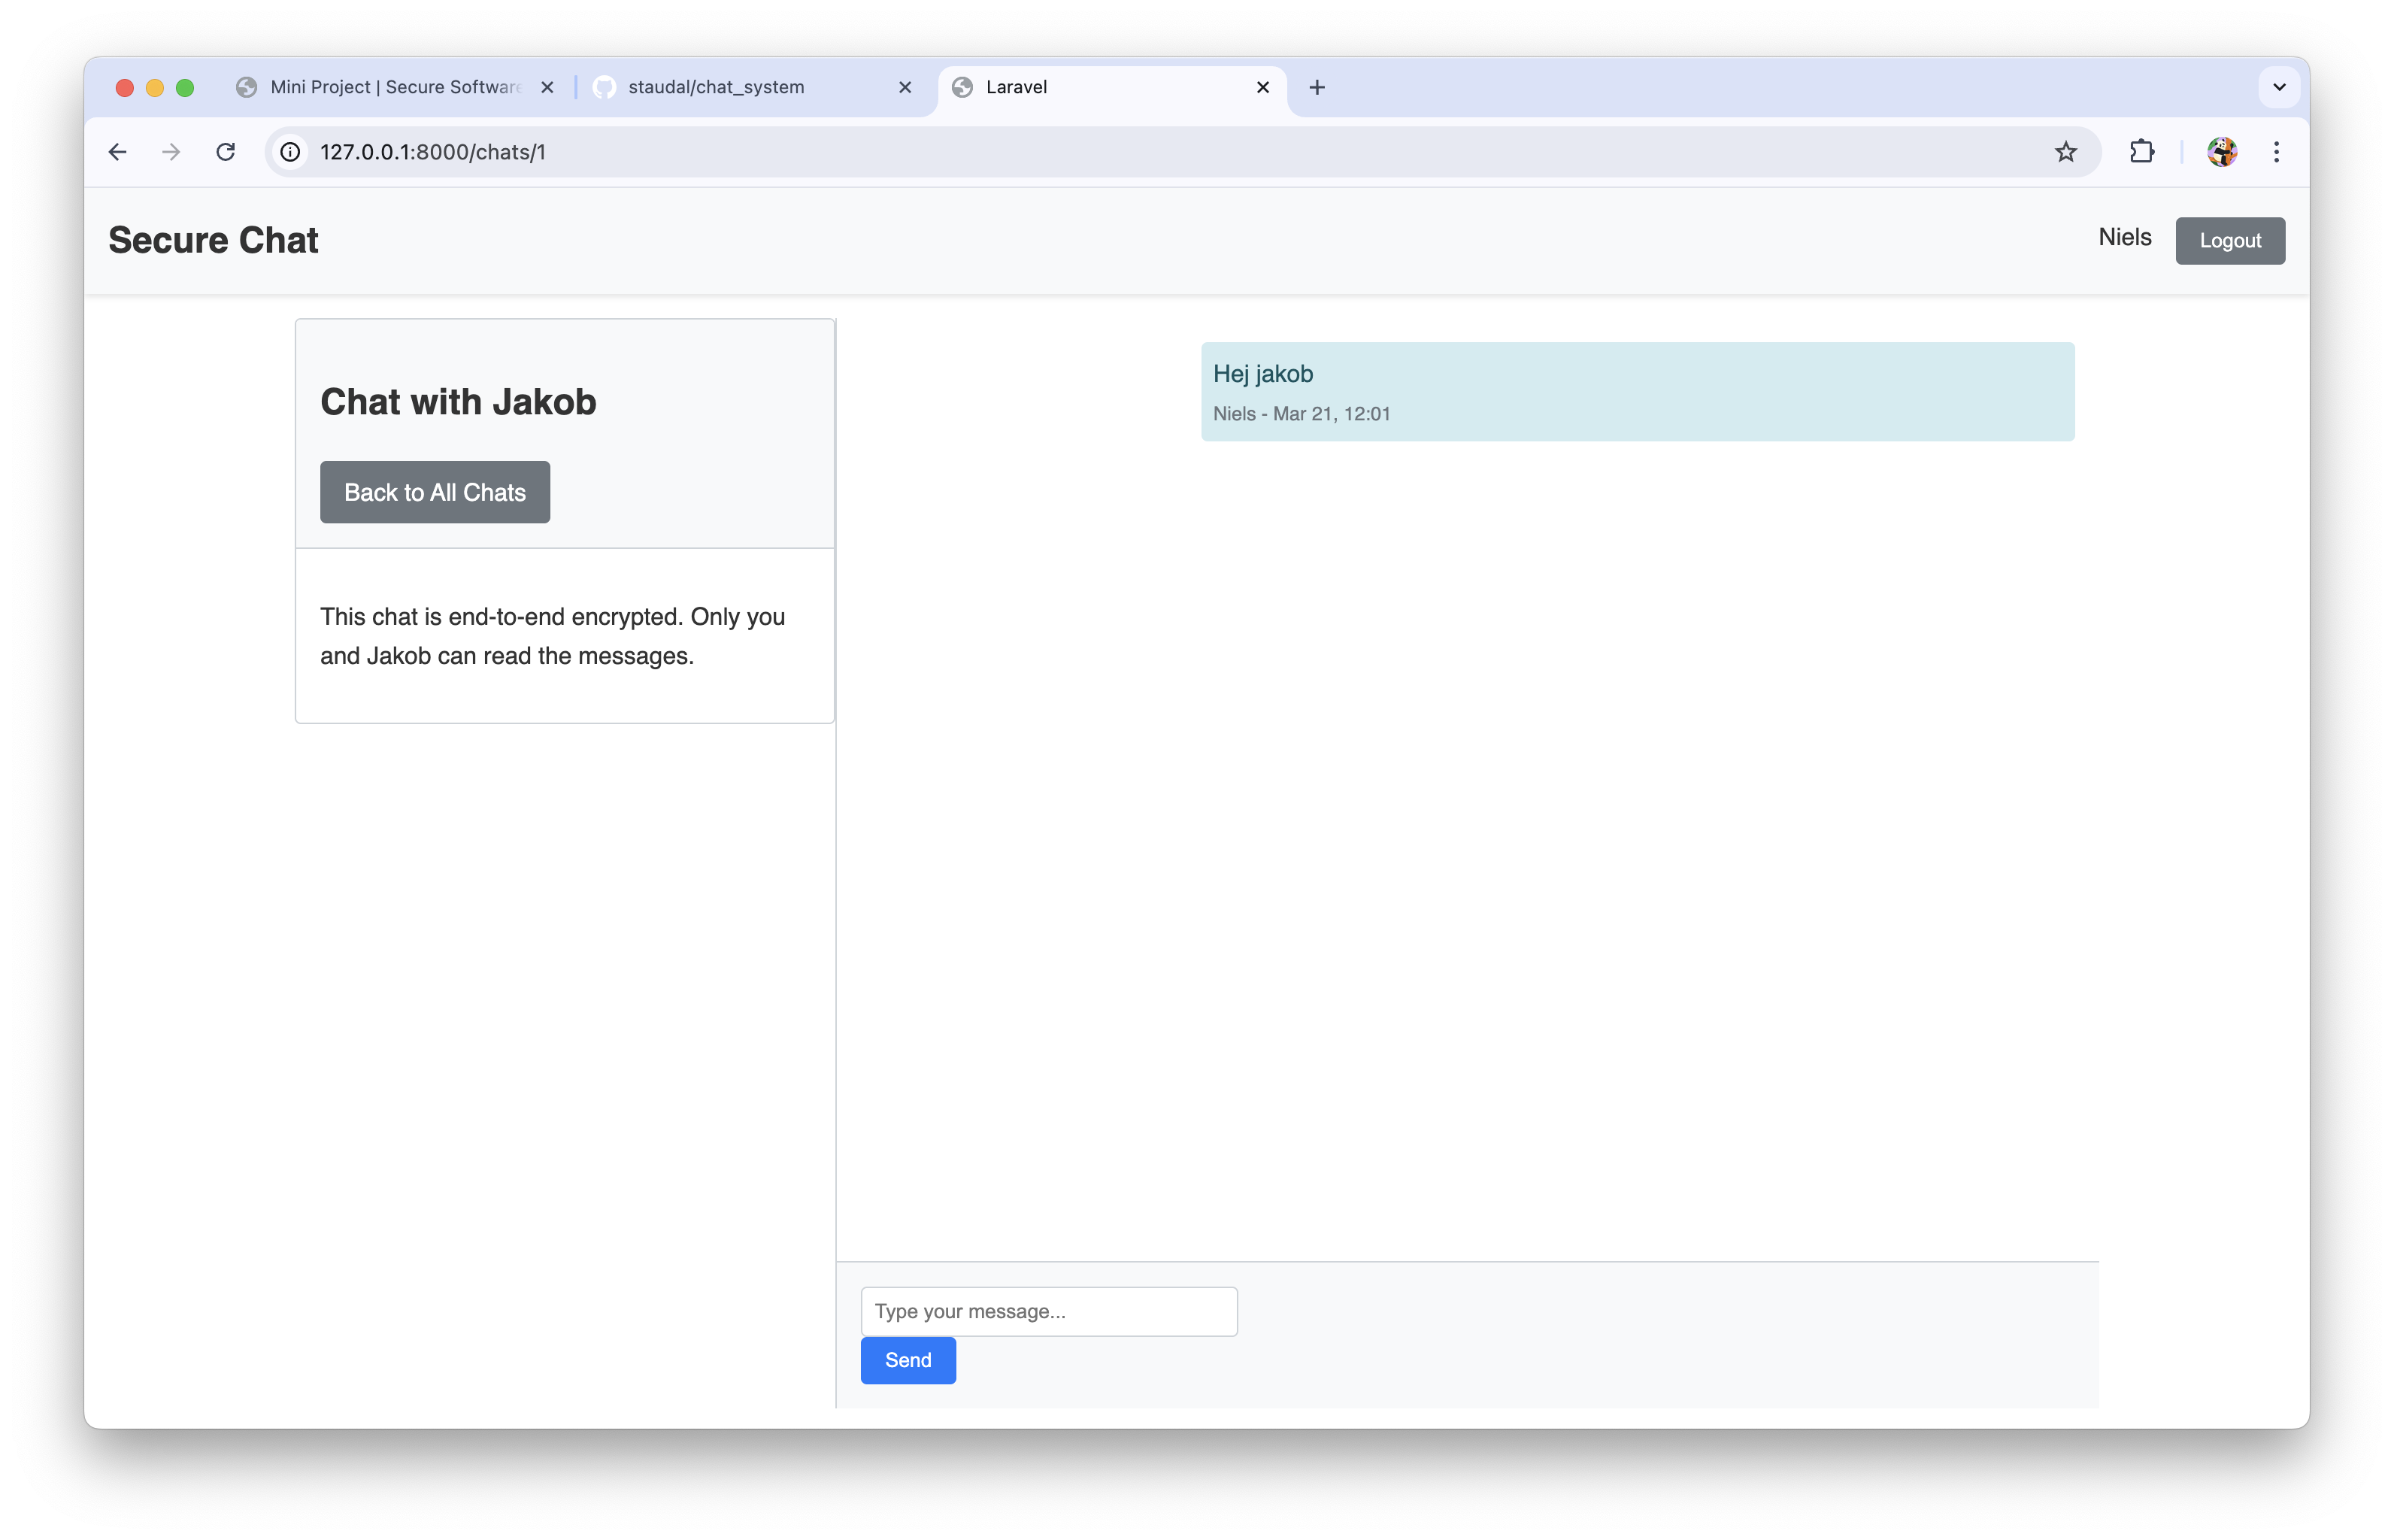 Mini Project | Secure Software
staudal/chat_system
Laravel
127.0.0.1:8000/chats/1
Secure Chat
Niels
Logout
Chat with Jakob
Back to All Chats
This chat is end-to-end encrypted. Only you
and Jakob can read the messages.
Hej jakob
Niels - Mar 21, 12:01
Type your message...
Send